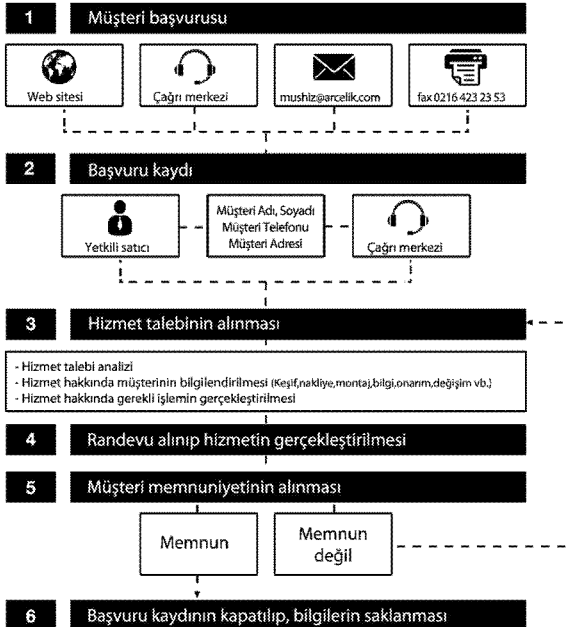 1 Müşteri başvurusu
Web sitesi
Çağrı merkezi
mushiz@arcelik.com
fax 0216 423 23 53
2 Başvuru kaydı
Yetkili satıcı
Müşteri Adı, Soyadı
Müşteri Telefonu
Müşteri Adresi
Çağrı merkezi
3 Hizmet talebinin alınması
- Hizmet talebi analizi
- Hizmet hakkında müşterinin bilgilendirilmesi (Keşif,nakliye,montaj,bilgi,onarım,değişim vb.)
- Hizmet hakkında gerekli işlemin gerçekleştirilmesi
4 Randevu alınıp hizmetin gerçekleştirilmesi
5 Müşteri memnuniyetinin alınması
Memnun
Memnun
değil
6 Başvuru kaydının kapatılıp, bilgilerin saklanması